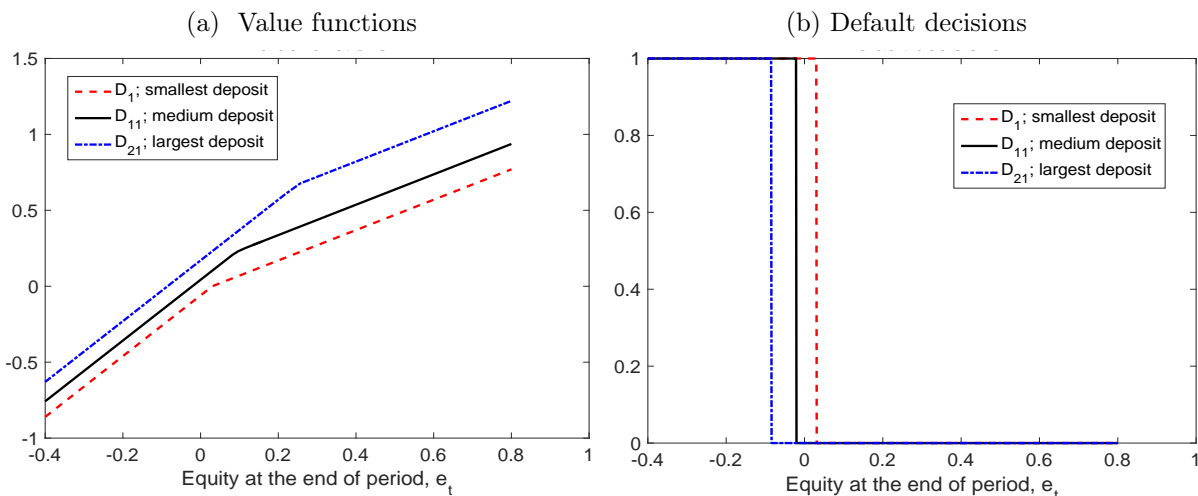 (a) Value functions
(b) Default decisions
1.5
1
0.5
0
-0.5
-1
D1; smallest deposit
D11; medium deposit
D21; largest deposit
-0.4 -0.2 0 0.2 0.4 0.6 0.8 1
Equity at the end of period, et
1
0.8
0.6
0.4
0.2
0
D1; smallest deposit
D11; medium deposit
D21; largest deposit
-0.4 -0.2 0 0.2 0.4 0.6 0.8 1
Equity at the end of period, et